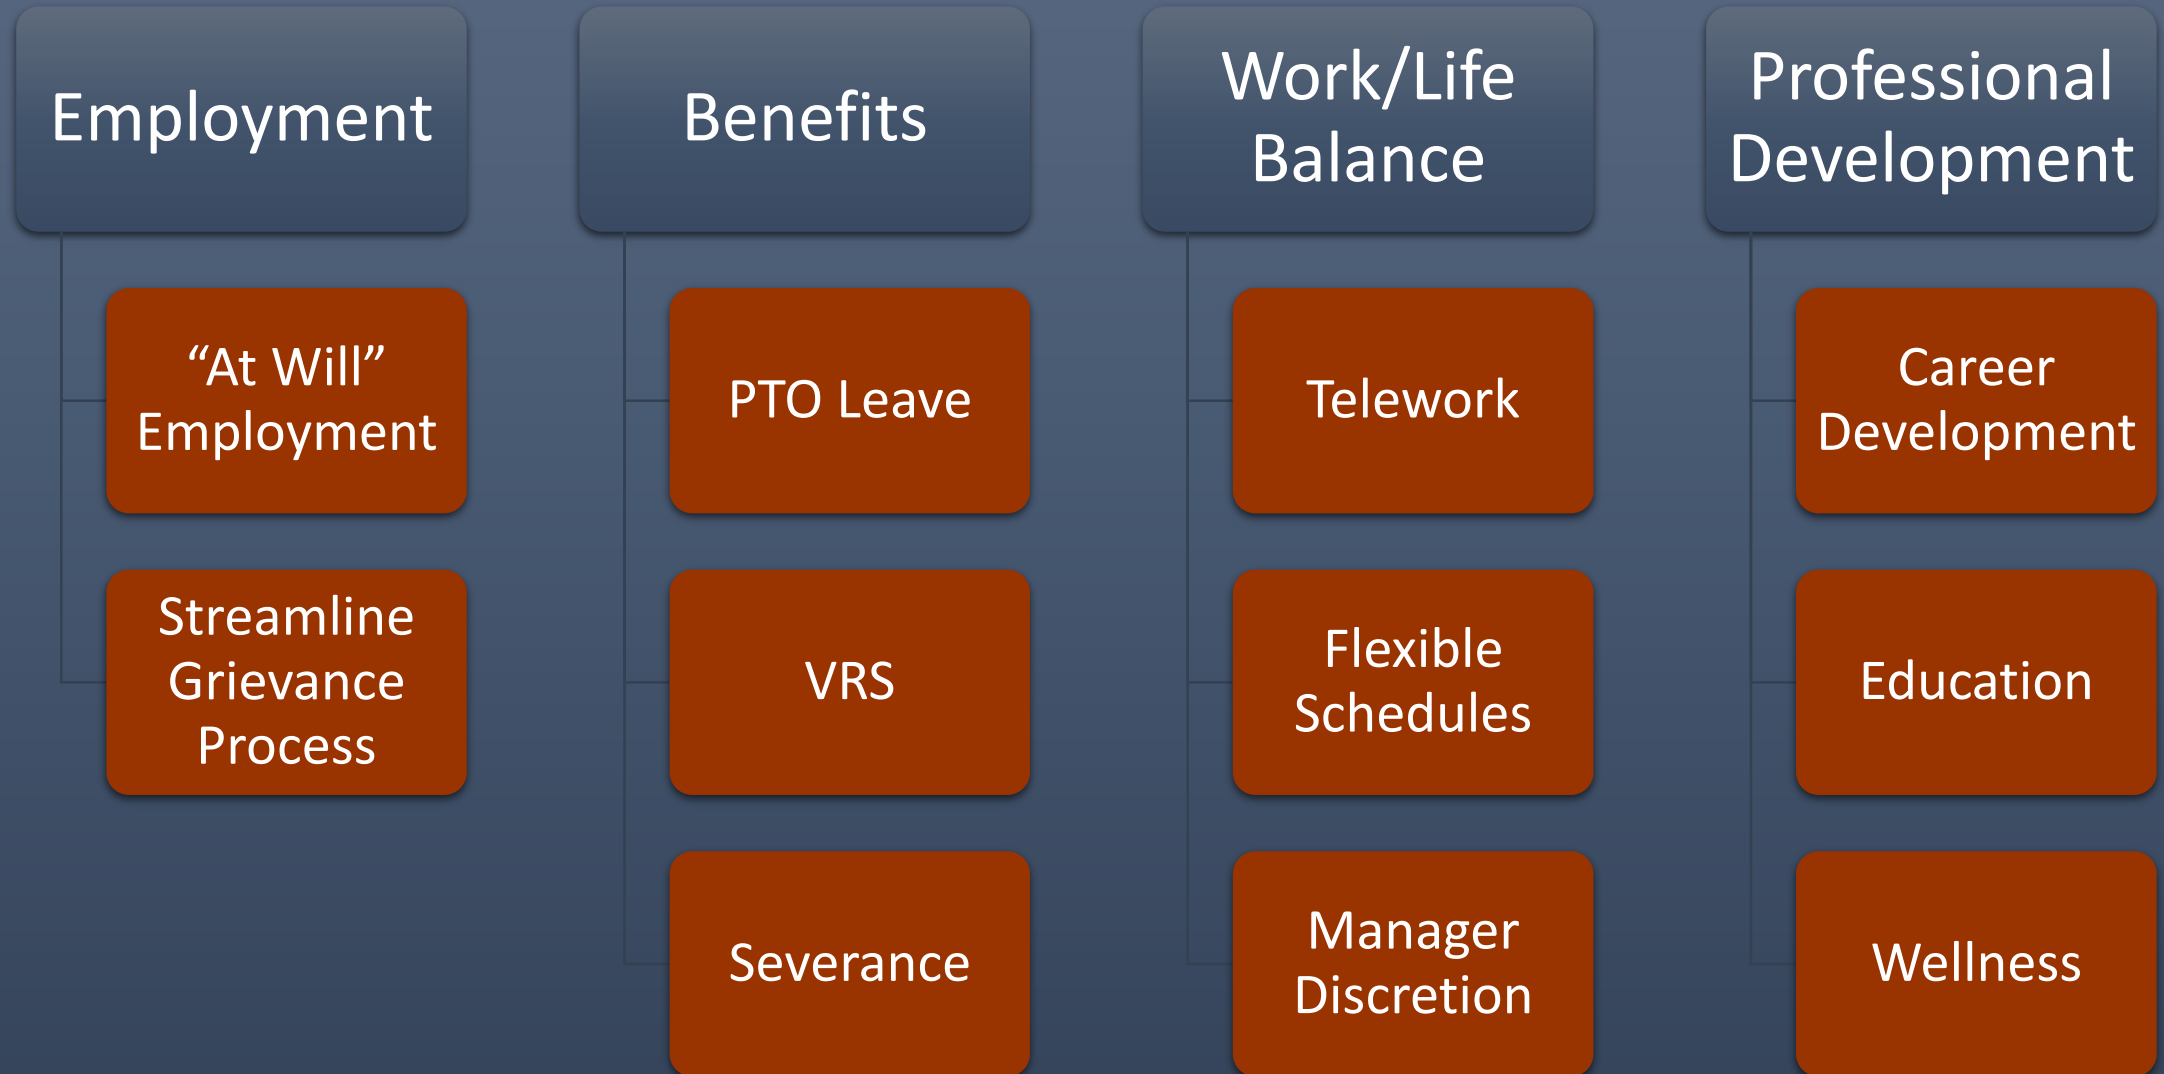 Employment
“At Will”
Employment
Streamline
Grievance
Process
Benefits
PTO Leave
VRS
Severance
Work/Life
Balance
Telework
Flexible
Schedules
Manager
Discretion
Professional
Development
Career
Development
Education
Wellness